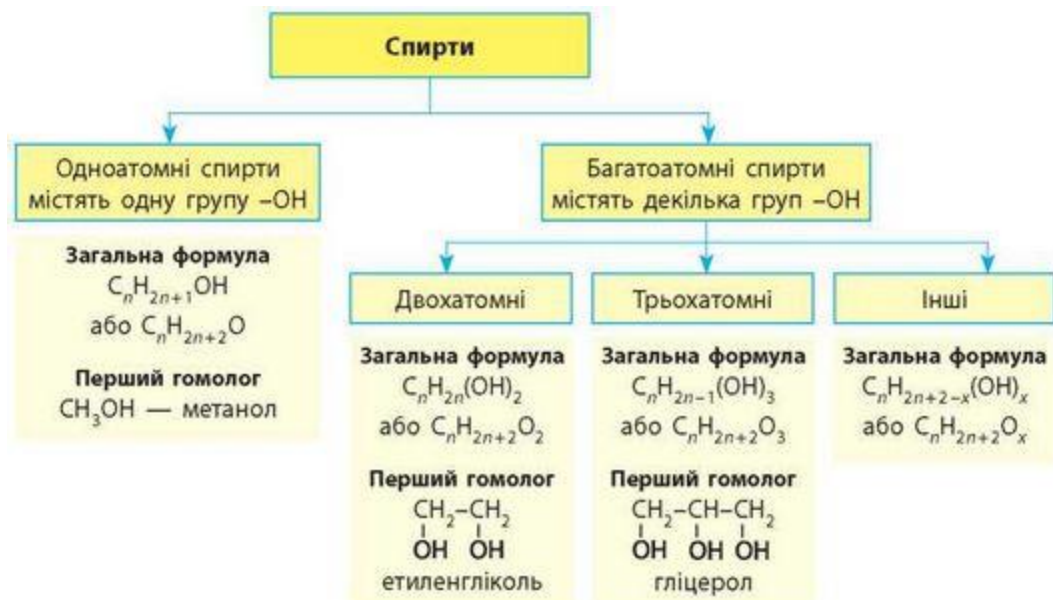 Спирти
Одноатомні спирти
містять одну групу –OH
Загальна формула
CₙH₂ₙ₊₁OH
або CₙH₂ₙ₊₂O
Перший гомолог
CH₃OH — метанол
Багатоатомні спирти
містять декілька груп –OH
Двохатомні
Загальна формула
CₙH₂ₙ(OH)₂
або CₙH₂ₙ₊₂O₂
Перший гомолог
CH₂–CH₂
OH OH
етиленгліколь
Трьохатомні
Загальна формула
CₙH₂ₙ₋₁(OH)₃
або CₙH₂ₙ₊₂O₃
Перший гомолог
CH₂–CH–CH₂
OH OH OH
гліцерол
Інші
Загальна формула
CₙH₂ₙ₊₂₋ₓ(OH)ₓ
або CₙH₂ₙ₊₂Oₓ